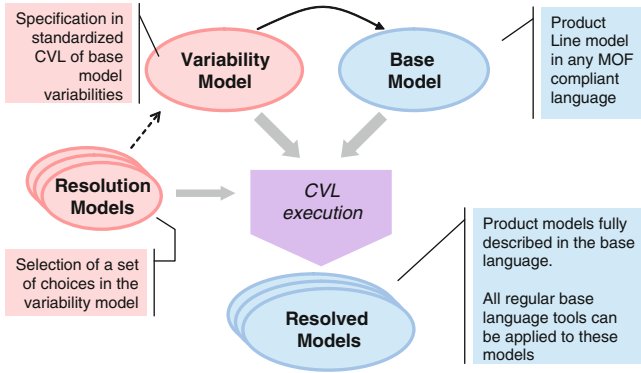 Specification in
standardized
CVL of base
model
variabilities
Variability
Model
Base
Model
Product
Line model
in any MOF
compliant
language
Resolution
Models
CVL
execution
Selection of a set
of choices in the
variability model
Product models fully
described in the base
language.
All regular base
language tools can
be applied to these
models
Resolved
Models